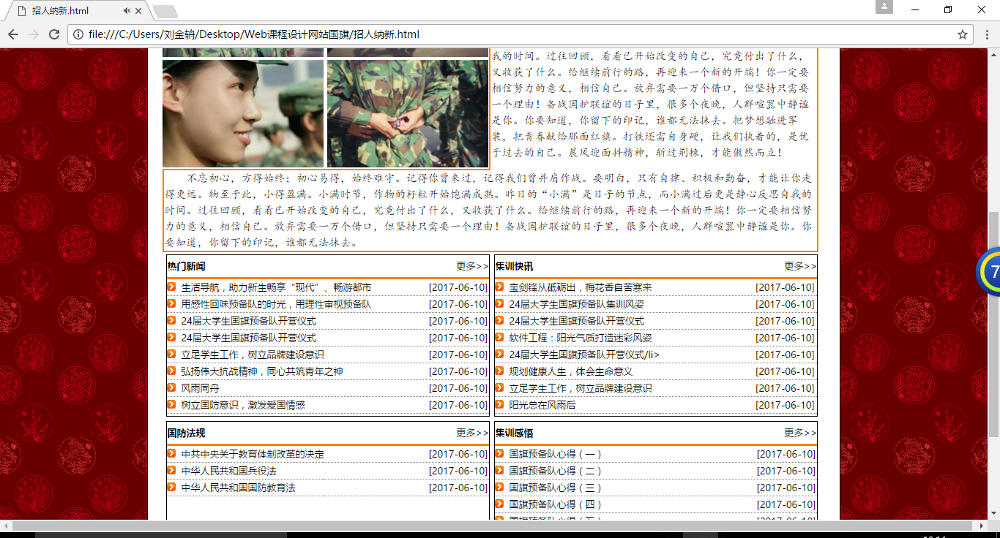 招人纳新.html
file:///C:/Users/刘金锎/Desktop/Web课程设计网站国旗/招人纳新.html
我的时间。过往回顾，看看已开始改变的自己，究竟付出了什么，
又收获了什么。给继续前行的路，再迎来一个新的开端！你一定要
相信努力的意义，相信自己。放弃需要一万个借口，但坚持只需要
一个理由！备战国护联谊的日子里，很多个夜晚，人群喧嚣中静谧
是你。你要知道，你留下的印记，谁都无法抹去。把梦想融进军
装，把青春献给那面红旗。打铁还需自身硬，让我们执着的，是优
于过去的自己。晨风迎面抖精神，斩过荆棘，才能傲然而立！
不忘初心，方得始终；初心易得，始终难守。记得你曾来过，记得我们曾并肩作战。要明白，只有自律、积极和勤奋，才能让你走
得更远。物至于此，小得盈满。小满时节，作物的籽粒开始饱满成熟。昨日的“小满”是日子的节点，而小满过后更是静心反思自我的
时间。过往回顾，看看已开始改变的自己，究竟付出了什么，又收获了什么。给继续前行的路，再迎来一个新的开端！你一定要相信努
力的意义，相信自己。放弃需要一万个借口，但坚持只需要一个理由！备战国护联谊的日子里，很多个夜晚，人群喧嚣中静谧是你。你
要知道，你留下的印记，谁都无法抹去。
热门新闻 更多>>
生活导航，助力新生畅享“现代”、畅游都市 [2017-06-10]
用感性回味预备队的时光，用理性审视预备队 [2017-06-10]
24届大学生国旗预备队开营仪式 [2017-06-10]
24届大学生国旗预备队开营仪式 [2017-06-10]
立足学生工作，树立品牌建设意识 [2017-06-10]
弘扬伟大抗战精神，同心共筑青年之神 [2017-06-10]
风雨同舟 [2017-06-10]
树立国防意识，激发爱国情感 [2017-06-10]
集训快讯 更多>>
宝剑锋从砥砺出，梅花香自苦寒来 [2017-06-10]
24届大学生国旗预备队集训风姿 [2017-06-10]
24届大学生国旗预备队开营仪式 [2017-06-10]
软件工程：阳光气质打造迷彩风姿 [2017-06-10]
24届大学生国旗预备队开营仪式/li> [2017-06-10]
规划健康人生，体会生命意义 [2017-06-10]
立足学生工作，树立品牌建设意识 [2017-06-10]
阳光总在风雨后 [2017-06-10]
国防法规 更多>>
中共中央关于教育体制改革的决定 [2017-06-10]
中华人民共和国兵役法 [2017-06-10]
中华人民共和国国防教育法 [2017-06-10]
集训感悟 更多>>
国旗预备队心得（一） [2017-06-10]
国旗预备队心得（二） [2017-06-10]
国旗预备队心得（三） [2017-06-10]
国旗预备队心得（四） [2017-06-10]
7